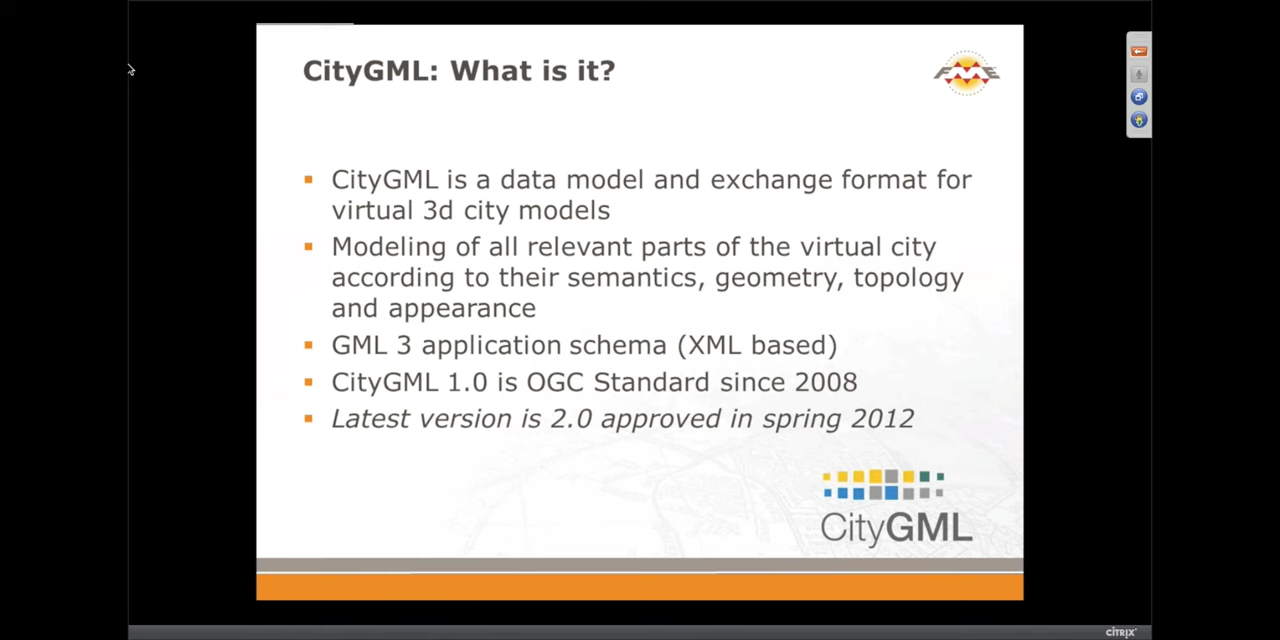 CityGML: What is it?
FME
CityGML is a data model and exchange format for
virtual 3d city models
Modeling of all relevant parts of the virtual city
according to their semantics, geometry, topology
and appearance
GML 3 application schema (XML based)
CityGML 1.0 is OGC Standard since 2008
Latest version is 2.0 approved in spring 2012
CityGML
CITRIX